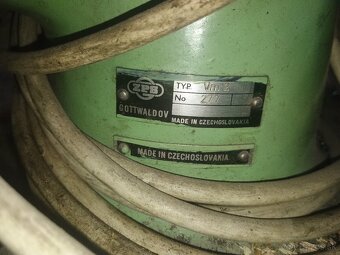 ZPS
GOTTWALDOV
TYP.
No
MADE IN CZECHOSLOVAKIA
MADE IN CZECHOSLOVAKIA